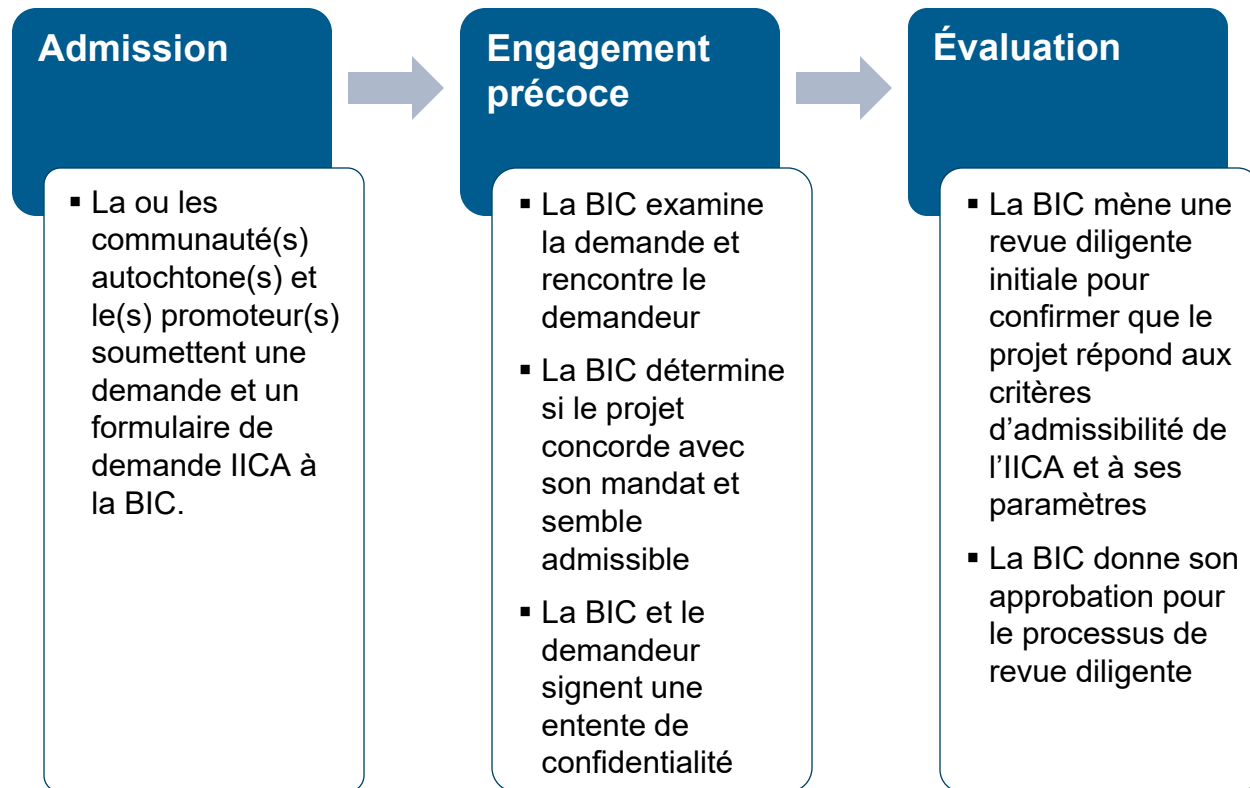 Admission
▪ La ou les
communauté(s)
autochtone(s) et
le(s) promoteur(s)
soumettent une
demande et un
formulaire de
demande IICA à
la BIC.
Engagement
précoce
▪ La BIC examine
la demande et
rencontre le
demandeur
▪ La BIC détermine
si le projet
concorde avec
son mandat et
semble
admissible
▪ La BIC et le
demandeur
signent une
entente de
confidentialité
Évaluation
▪ La BIC mène une
revue diligente
initiale pour
confirmer que le
projet répond aux
critères
d’admissibilité de
l’IICA et à ses
paramètres
▪ La BIC donne son
approbation pour
le processus de
revue diligente